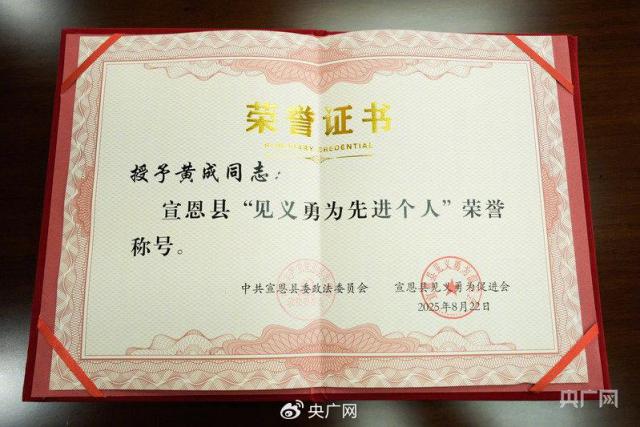 荣誉证书
HONORARY CREDENTIAL
授予黄成同志：
宣恩县“见义勇为先进个人”荣誉
称号。
中共宣恩县委政法委员会 宣恩县见义勇为促进会
2025年8月22日
央广网
央广网